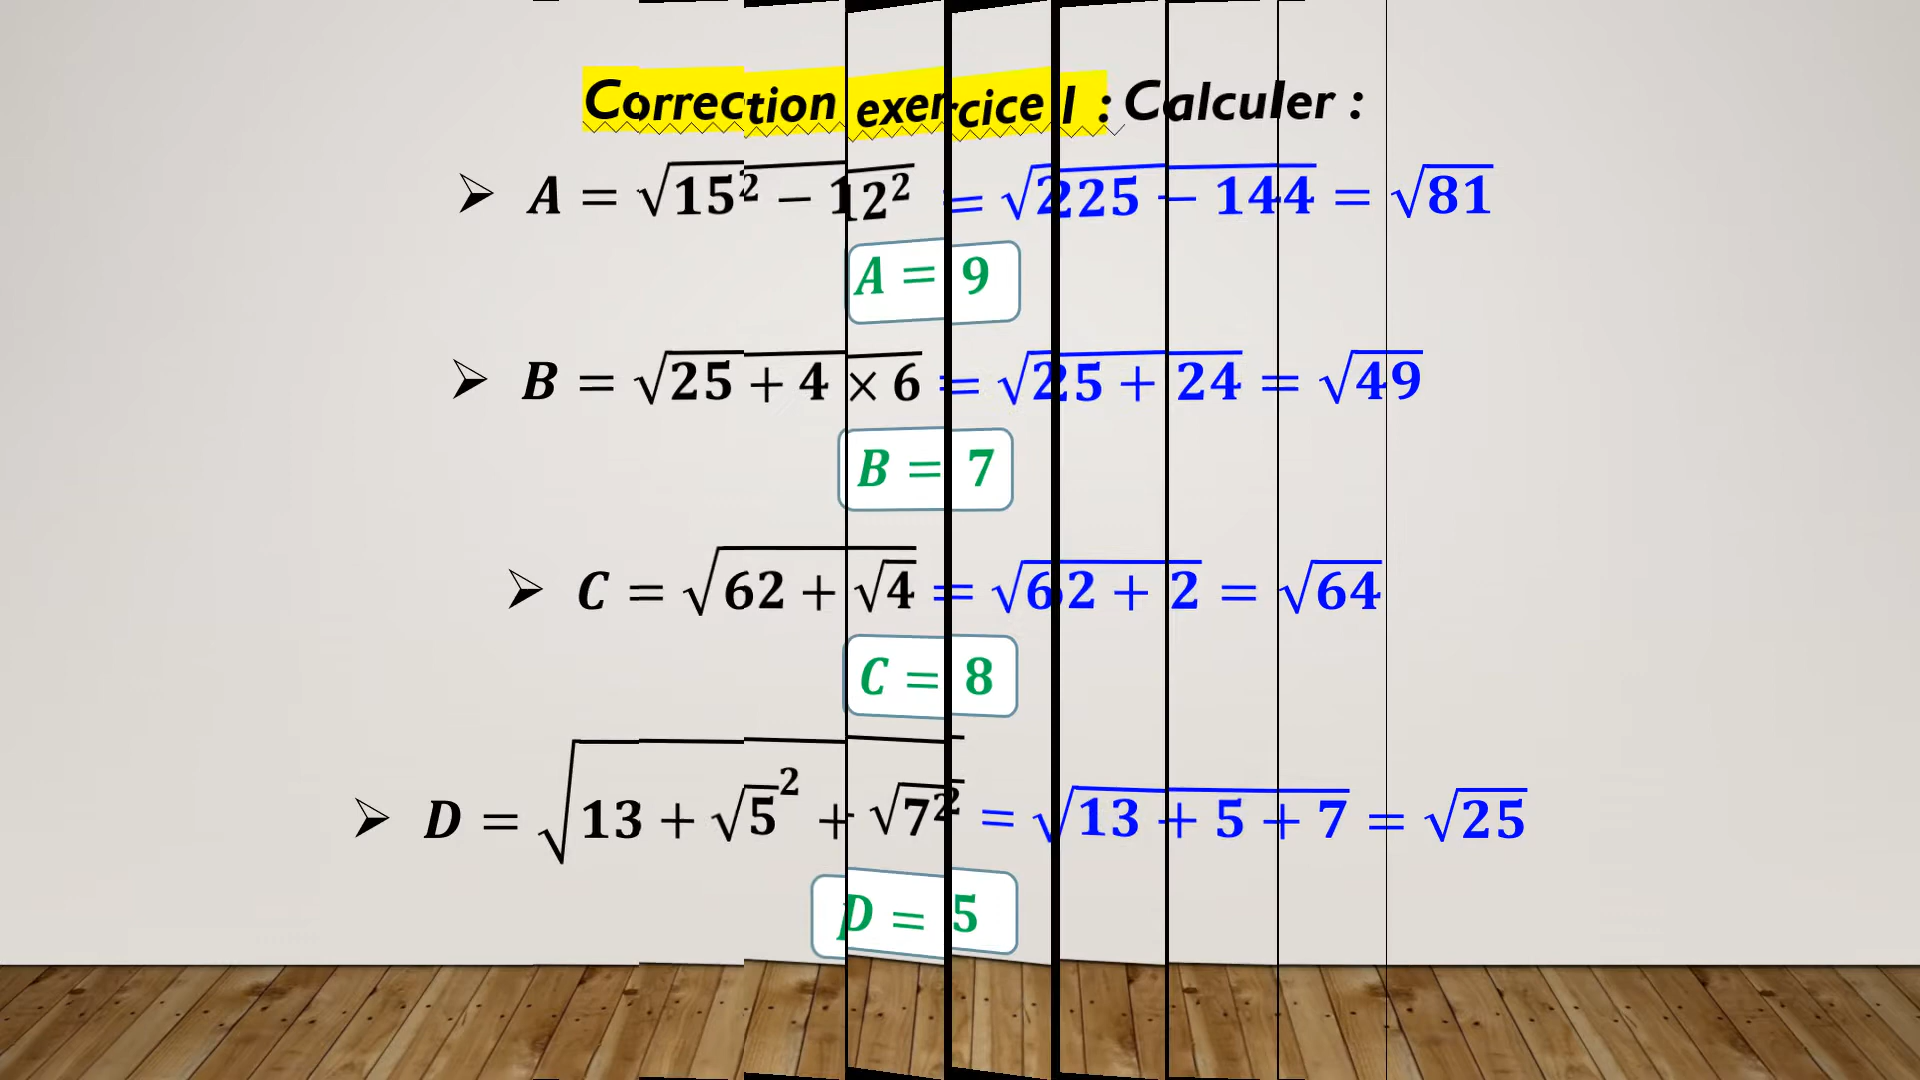 Correction exercice 1 : Calculer :
➢ A = √(15² − 12²) = √(225 − 144) = √81
A = 9
➢ B = √(25 + 4 × 6) = √(25 + 24) = √49
B = 7
➢ C = √(62 + √4) = √(62 + 2) = √64
C = 8
➢ D = √(13 + √5² + √(7²)) = √(13 + 5 + 7) = √25
D = 5